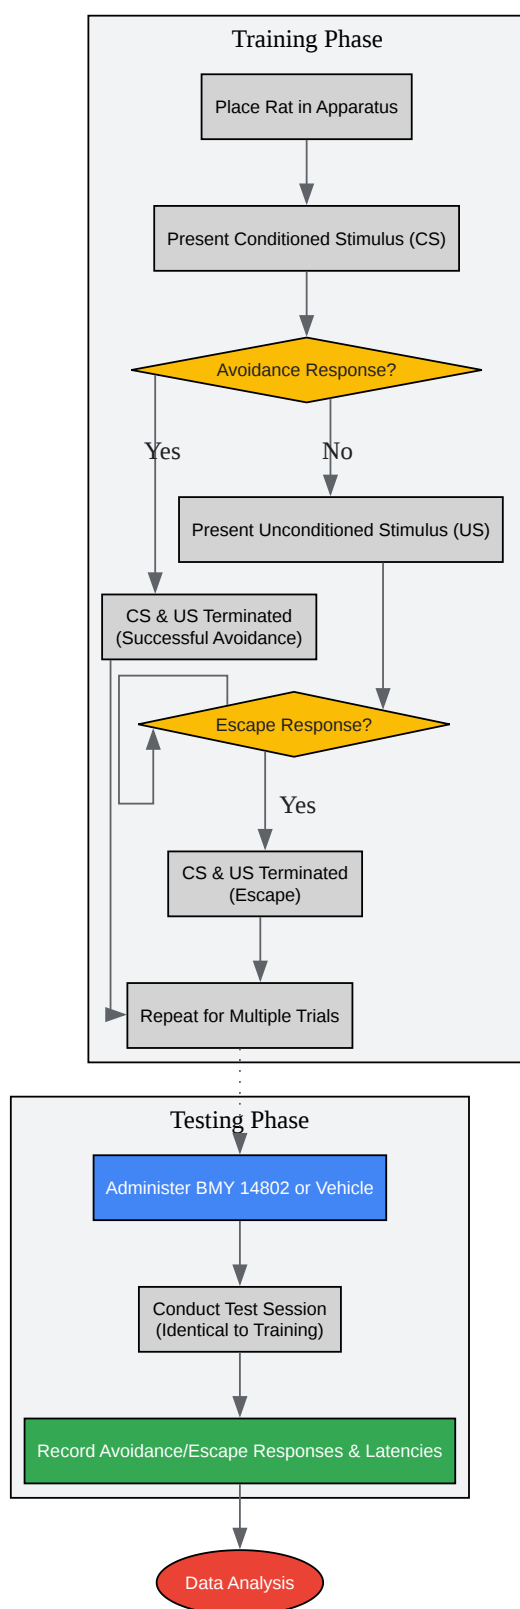 Training Phase
Place Rat in Apparatus
Present Conditioned Stimulus (CS)
Avoidance Response?
Yes
No
Present Unconditioned Stimulus (US)
CS & US Terminated
(Successful Avoidance)
Escape Response?
Yes
CS & US Terminated
(Escape)
Repeat for Multiple Trials
Testing Phase
Administer BMY 14802 or Vehicle
Conduct Test Session
(Identical to Training)
Record Avoidance/Escape Responses & Latencies
Data Analysis